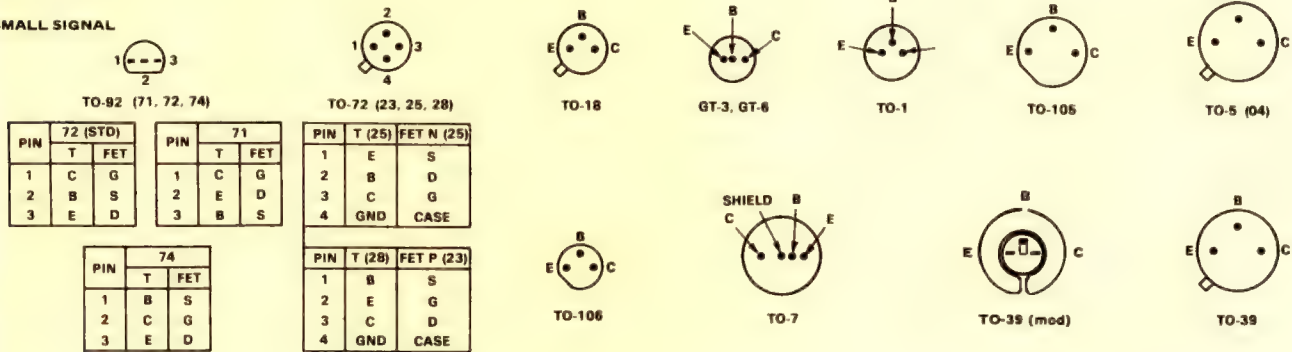 MALL SIGNAL
1 3
2
TO-92 (71, 72, 74)
2
1 3
4
TO-72 (23, 25, 28)
B
E C
TO-18
B
E C
GT-3, GT-6
E
TO-1
B
E C
TO-105
E C
TO-5 (04)
PIN 72 (STD)
T FET
1 C G
2 B S
3 E D
PIN 71
T FET
1 C G
2 E D
3 B S
PIN 74
T FET
1 B S
2 C G
3 E D
PIN T (25) FET N (25)
1 E S
2 B D
3 C G
4 GND CASE
PIN T (28) FET P (23)
1 B S
2 E G
3 C D
4 GND CASE
B
E C
TO-106
SHIELD B
C E
TO-7
B
E C
TO-39 (mod)
B
E C
TO-39